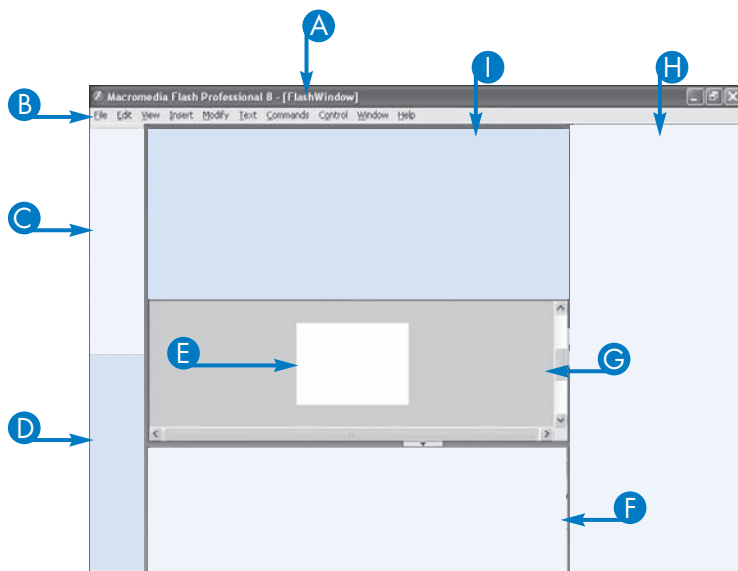 A
I
H
Macromedia Flash Professional 8 - [FlashWindow]
B
File Edit View Insert Modify Text Commands Control Window Help
C
E
G
D
F